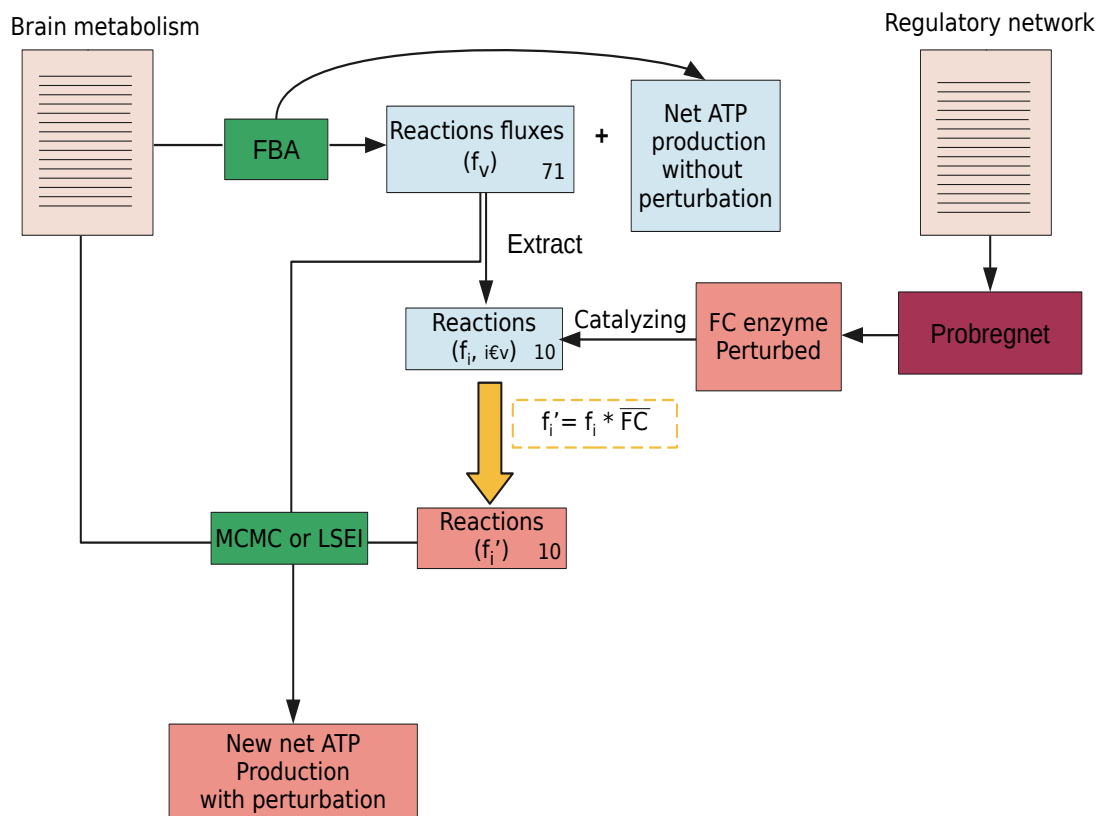 Brain metabolism
Regulatory network
FBA
Reactions fluxes
(fv)
71
+
Net ATP
production
without
perturbation
Extract
Reactions
(fi, i€v)
10
Catalyzing
FC enzyme
Perturbed
Probregnet
fi’= fi * F̅C̅
MCMC or LSEI
Reactions
(fi’)
10
New net ATP
Production
with perturbation